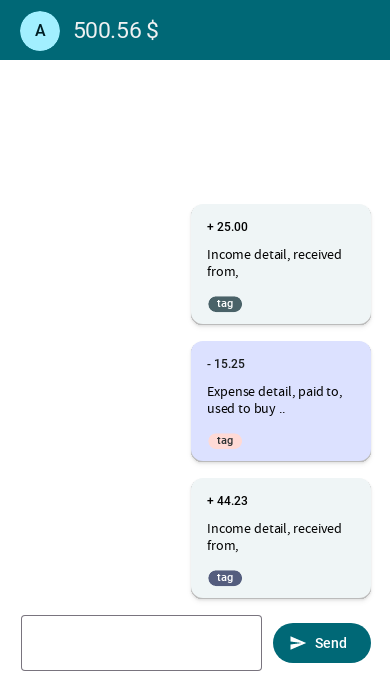 A 500.56 $
+ 25.00
Income detail, received
from,
tag
- 15.25
Expense detail, paid to,
used to buy ..
tag
+ 44.23
Income detail, received
from,
tag
Send